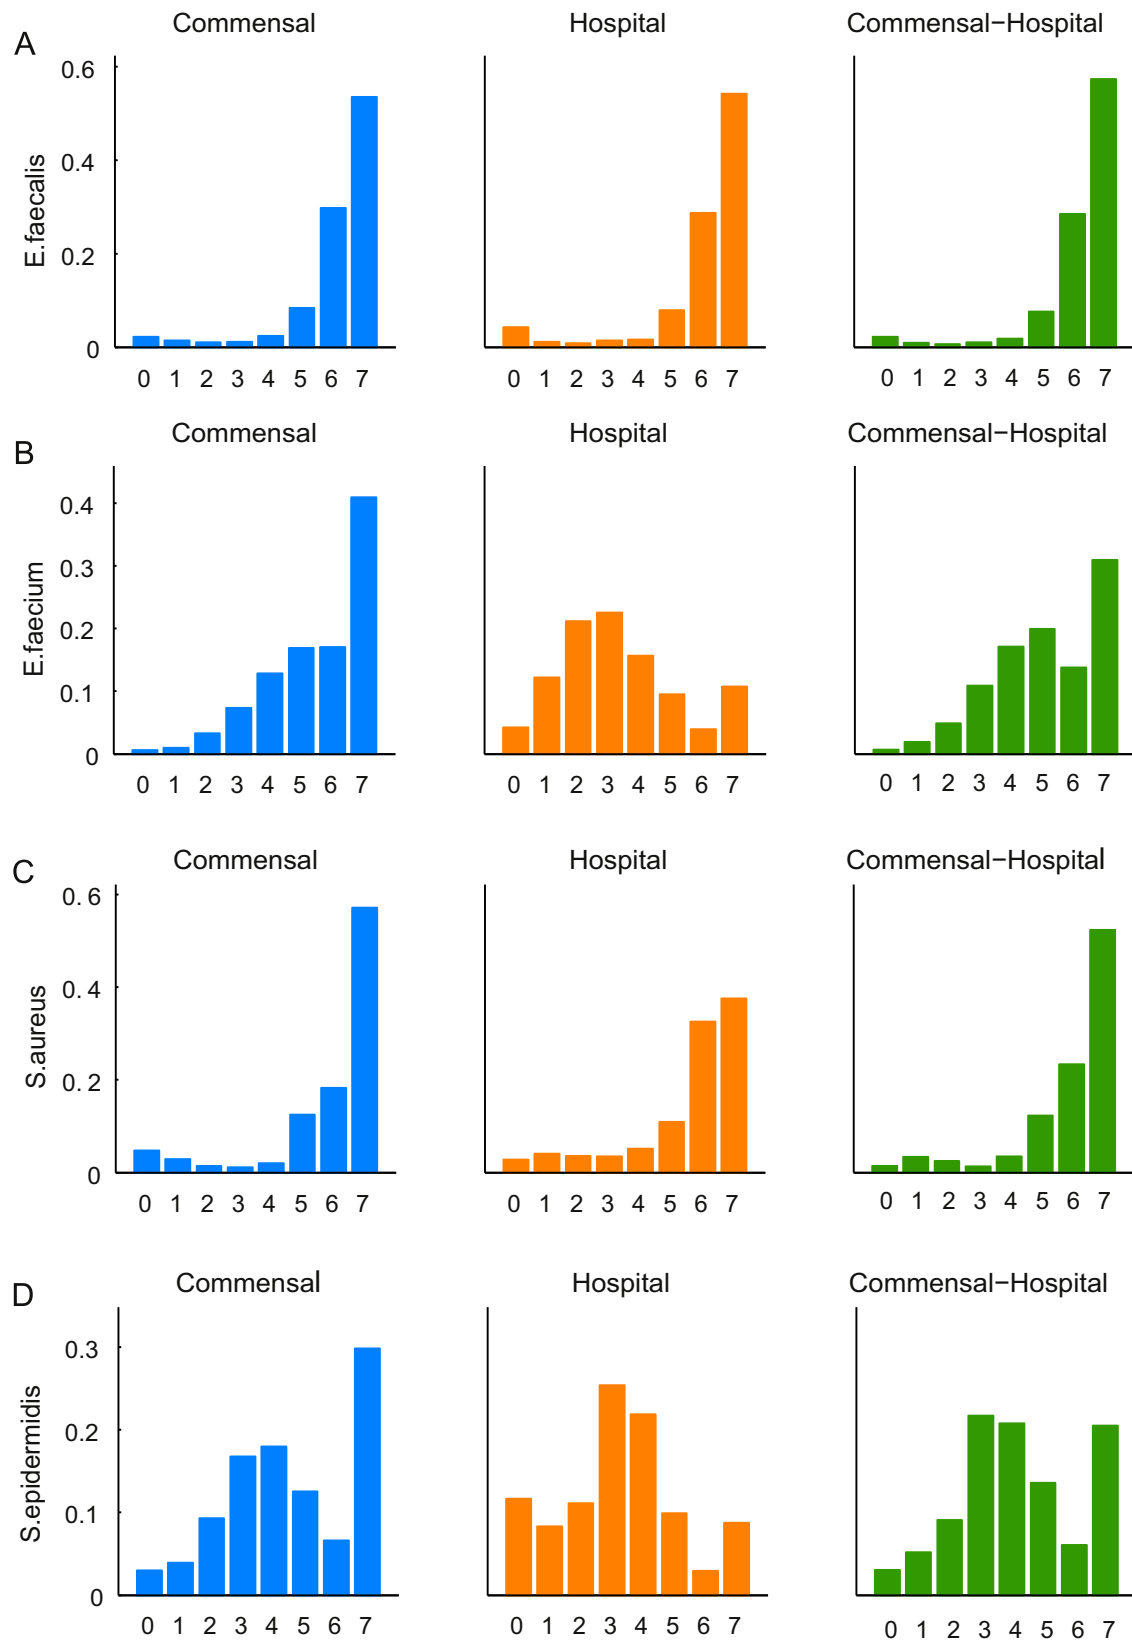 A
Commensal
Hospital
Commensal−Hospital
E.faecalis
0.6
0.4
0.2
0
0 1 2 3 4 5 6 7
0 1 2 3 4 5 6 7
0 1 2 3 4 5 6 7
B
Commensal
Hospital
Commensal−Hospital
E.faecium
0.4
0.3
0.2
0.1
0
0 1 2 3 4 5 6 7
0 1 2 3 4 5 6 7
0 1 2 3 4 5 6 7
C
Commensal
Hospital
Commensal−Hospital
S.aureus
0.6
0.4
0.2
0
0 1 2 3 4 5 6 7
0 1 2 3 4 5 6 7
0 1 2 3 4 5 6 7
D
Commensal
Hospital
Commensal−Hospital
S.epidermidis
0.3
0.2
0.1
0
0 1 2 3 4 5 6 7
0 1 2 3 4 5 6 7
0 1 2 3 4 5 6 7